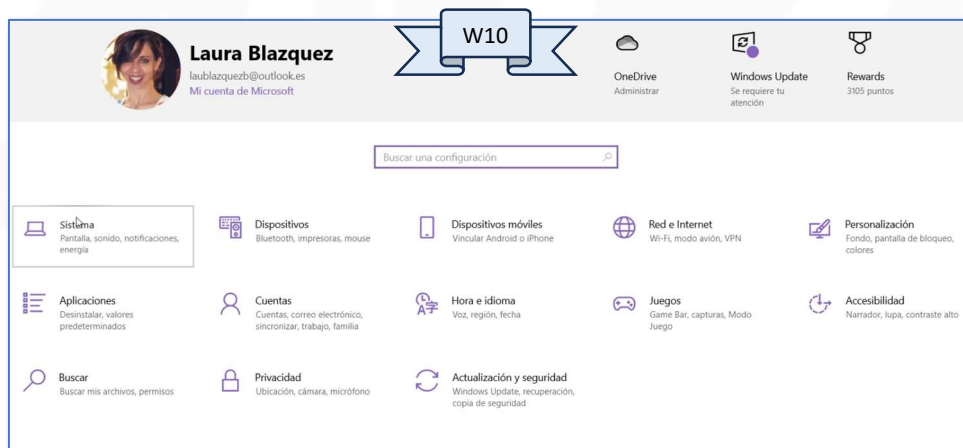 W10
Laura Blazquez
laublazquezb@outlook.es
Mi cuenta de Microsoft
OneDrive
Administrar
Windows Update
Se requiere tu
atención
Rewards
3105 puntos
Buscar una configuración
Sistema
Pantalla, sonido, notificaciones,
energía
Dispositivos
Bluetooth, impresoras, mouse
Dispositivos móviles
Vincular Android o iPhone
Red e Internet
Wi-Fi, modo avión, VPN
Personalización
Fondo, pantalla de bloqueo,
colores
Aplicaciones
Desinstalar, valores
predeterminados
Cuentas
Cuentas, correo electrónico,
sincronizar, trabajo, familia
Hora e idioma
Voz, región, fecha
Juegos
Game Bar, capturas, Modo
Juego
Accesibilidad
Narrador, lupa, contraste alto
Buscar
Buscar mis archivos, permisos
Privacidad
Ubicación, cámara, micrófono
Actualización y seguridad
Windows Update, recuperación,
copia de seguridad